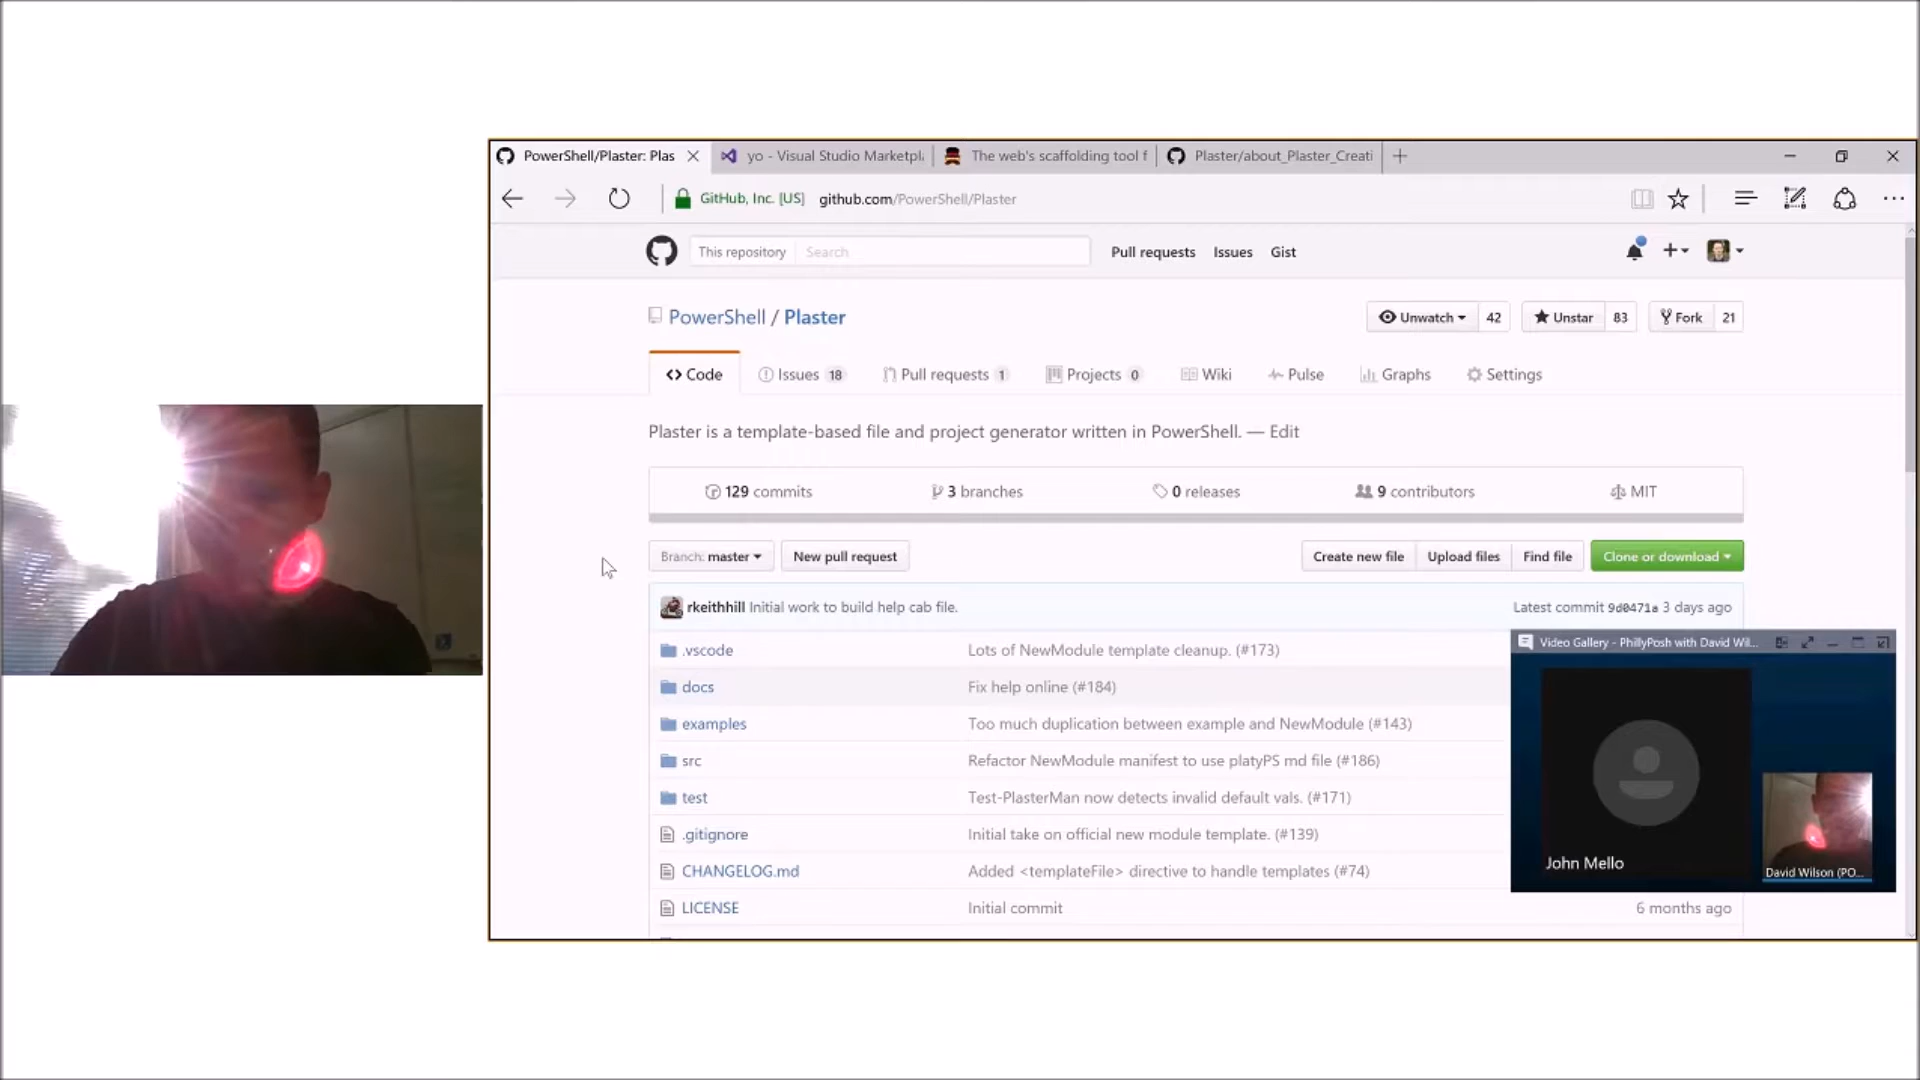 PowerShell/Plaster: Plas
yo - Visual Studio Marketpl
The web's scaffolding tool f
Plaster/about_Plaster_Creati
GitHub, Inc. [US] github.com/PowerShell/Plaster
This repository Search Pull requests Issues Gist
PowerShell / Plaster
Unwatch 42 Unstar 83 Fork 21
Code Issues 18 Pull requests 1 Projects 0 Wiki Pulse Graphs Settings
Plaster is a template-based file and project generator written in PowerShell. — Edit
129 commits 3 branches 0 releases 9 contributors MIT
Branch: master New pull request Create new file Upload files Find file Clone or download
rkeithhill Initial work to build help cab file. Latest commit 9d0471a 3 days ago
.vscode Lots of NewModule template cleanup. (#173)
docs Fix help online (#184)
examples Too much duplication between example and NewModule (#143)
src Refactor NewModule manifest to use platyPS md file (#186)
test Test-PlasterMan now detects invalid default vals. (#171)
.gitignore Initial take on official new module template. (#139)
CHANGELOG.md Added <templateFile> directive to handle templates (#74)
LICENSE Initial commit 6 months ago
Video Gallery - PhillyPosh with David Wil...
John Mello
David Wilson (PO...